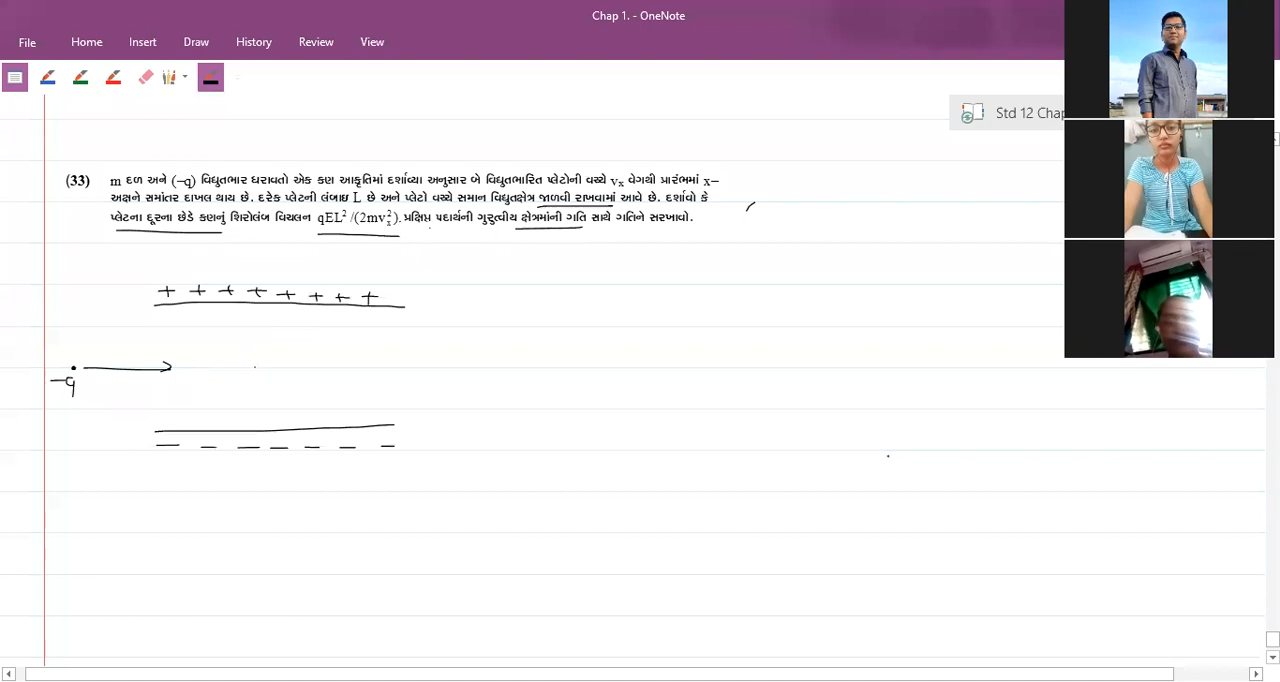 Chap 1. - OneNote
File Home Insert Draw History Review View
Std 12 Chap
(33) m દળ અને (–q) વિદ્યુતભાર ધરાવતો એક કણ આકૃતિમાં દર્શાવ્યા અનુસાર બે વિદ્યુતભારિત પ્લેટોની વચ્ચે vₓ વેગથી પ્રારંભમાં x–
અક્ષને સમાંતર દાખલ થાય છે. દરેક પ્લેટની લંબાઇ L છે અને પ્લેટો વચ્ચે સમાન વિદ્યુતક્ષેત્ર જાળવી રાખવામાં આવે છે. દર્શાવો કે
પ્લેટના દૂરના છેડે કણનું શિરોલંબ વિચલન qEL²/(2mvₓ²). પ્રક્ષિપ્ત પદાર્થની ગુરુત્વીય ક્ષેત્રમાંની ગતિ સાથે ગતિને સરખાવો.
+ + + + + + + +
–q
– – – – – – –